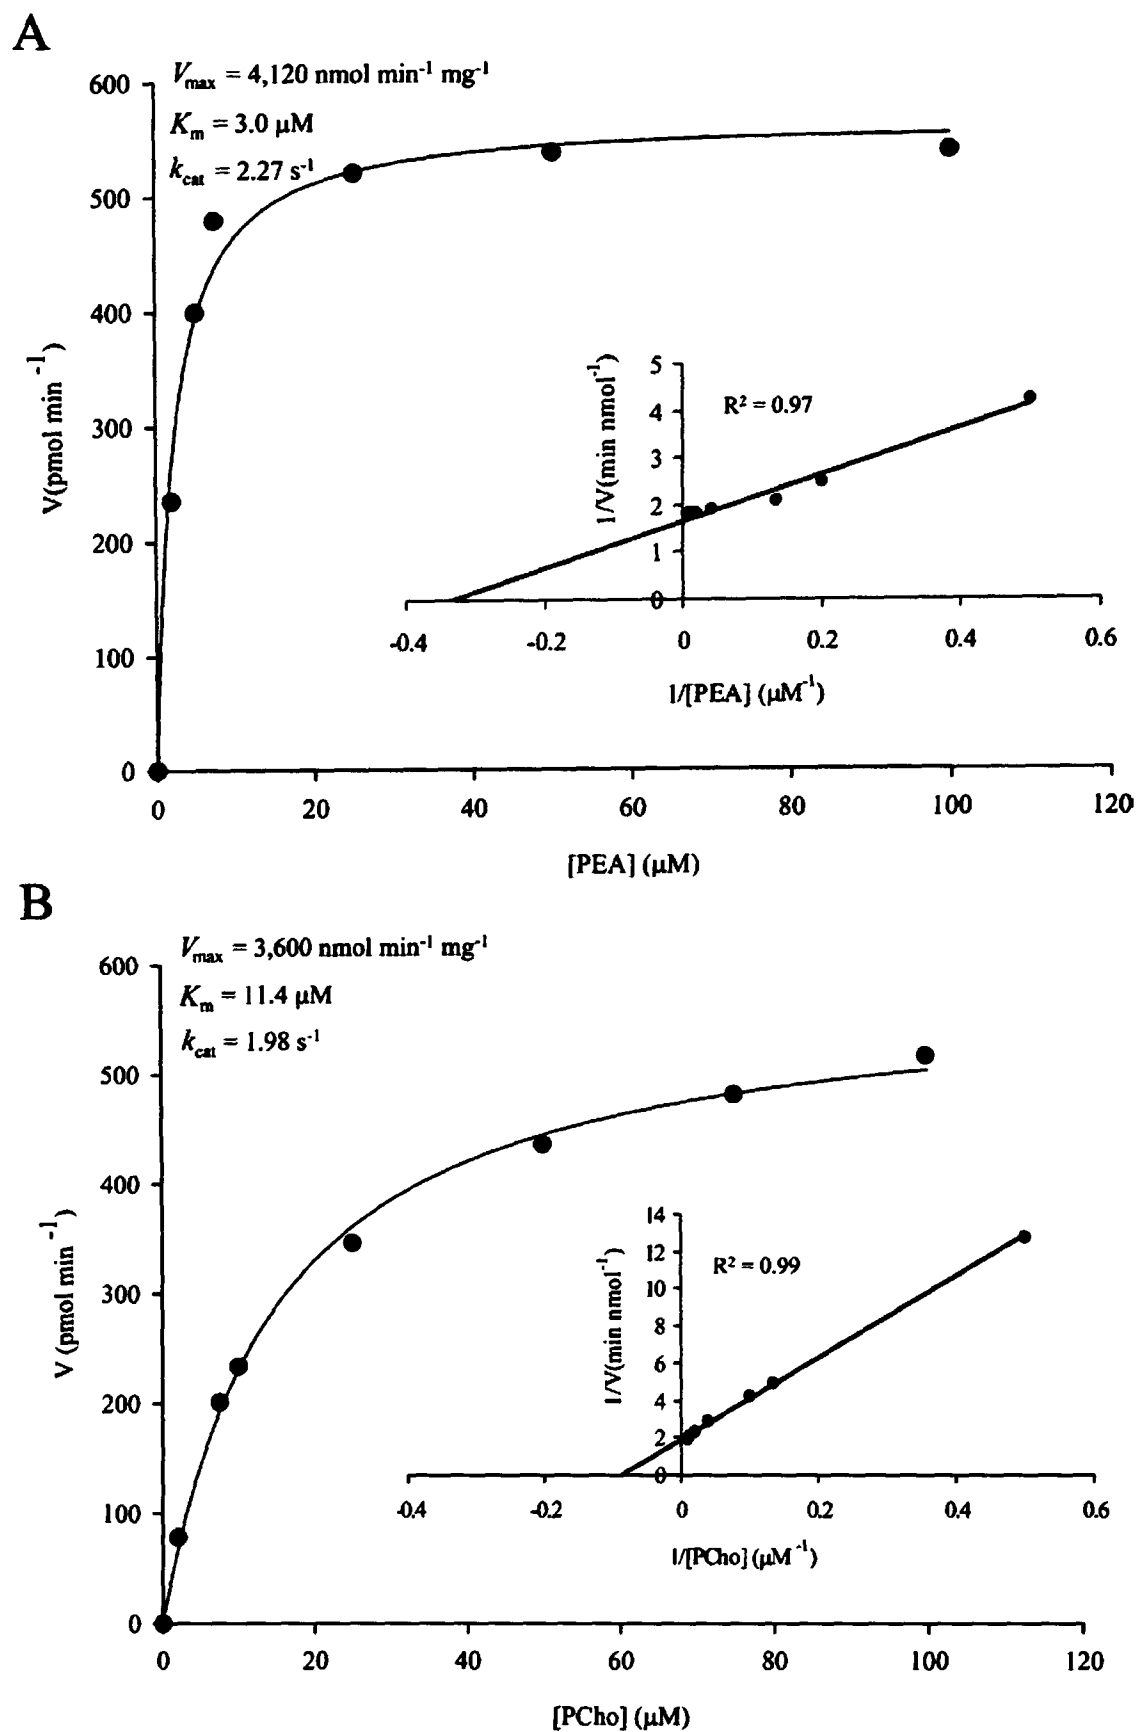 A
V_max = 4,120 nmol min⁻¹ mg⁻¹
K_m = 3.0 μM
k_cat = 2.27 s⁻¹
600
500
400
300
200
100
0
V(pmol min⁻¹)
0 20 40 60 80 100 120
[PEA] (μM)
5
4
3
2
1
0
1/V(min nmol⁻¹)
R² = 0.97
-0.4 -0.2 0 0.2 0.4 0.6
1/[PEA] (μM⁻¹)
B
V_max = 3,600 nmol min⁻¹ mg⁻¹
K_m = 11.4 μM
k_cat = 1.98 s⁻¹
600
500
400
300
200
100
0
V (pmol min⁻¹)
0 20 40 60 80 100 120
[PCho] (μM)
14
12
10
8
6
4
2
0
1/V(min nmol⁻¹)
R² = 0.99
-0.4 -0.2 0 0.2 0.4 0.6
1/[PCho] (μM⁻¹)